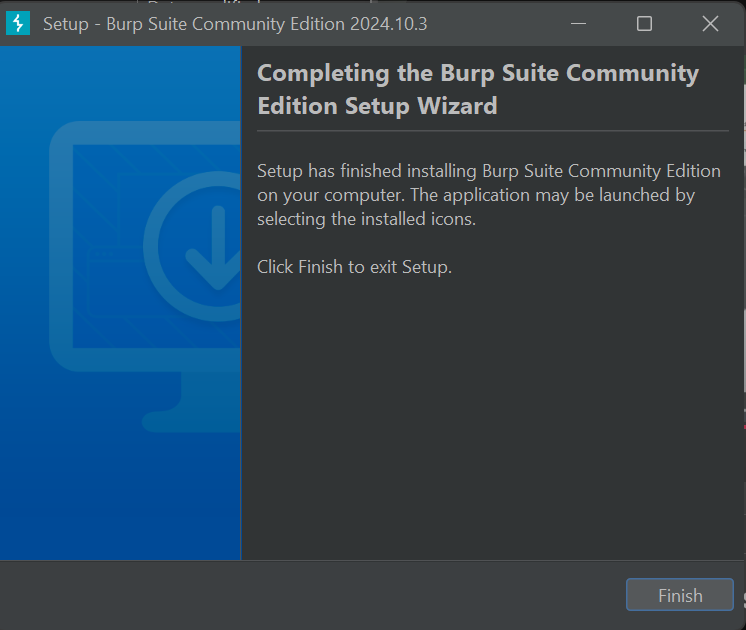 Setup - Burp Suite Community Edition 2024.10.3
Completing the Burp Suite Community
Edition Setup Wizard
Setup has finished installing Burp Suite Community Edition
on your computer. The application may be launched by
selecting the installed icons.
Click Finish to exit Setup.
Finish